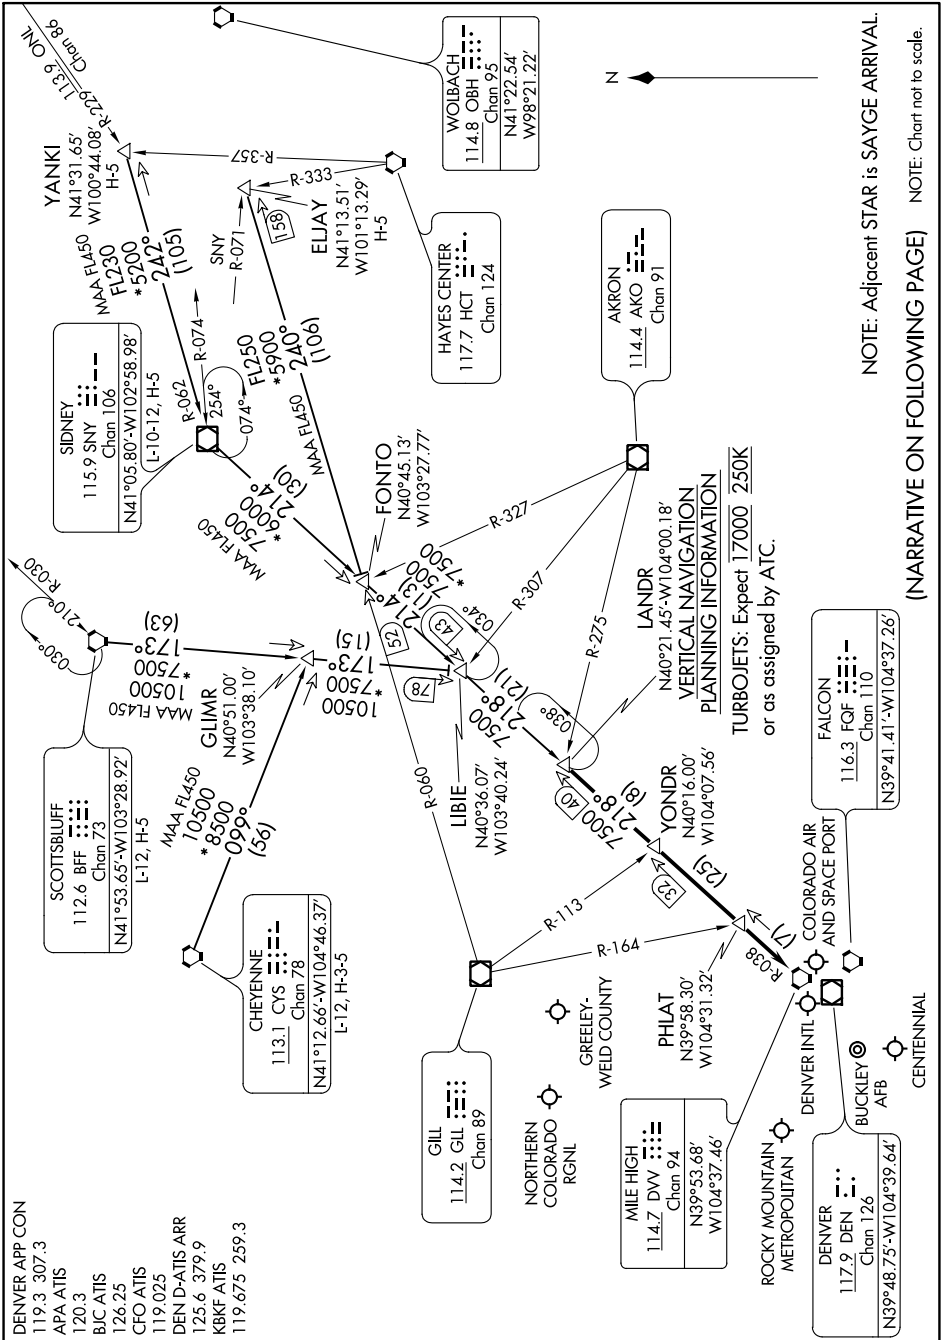 DENVER APP CON
119.3 307.3
APA ATIS
120.3
BJC ATIS
126.25
CFO ATIS
119.025
DEN D-ATIS ARR
125.6 379.9
KBKF ATIS
119.675 259.3
SCOTTSBLUFF
112.6 BFF
Chan 73
N41°53.65'-W103°28.92'
L-12, H-5
030°
210°
R-030
173°
(63)
*7500
10500
MAA FL450
GLIMR
N40°51.00'
W103°38.10'
CHEYENNE
113.1 CYS
Chan 78
N41°12.66'-W104°46.37'
L-12, H-3-5
MAA FL450
10500
*8500
099°
(56)
173°
(15)
*7500
10500
78
SIDNEY
115.9 SNY
Chan 106
N41°05.80'-W102°58.98'
L-10-12, H-5
R-062
R-074
254°
074°
YANKI
N41°31.65'
W100°44.08'
H-5
113.9 ONL
Chan 86
R-229
MAA FL450
FL230
*5200
242°
(105)
R-357
R-333
SNY
R-071
158
ELJAY
N41°13.51'
W101°13.29'
H-5
WOLBACH
114.8 OBH
Chan 95
N41°22.54'
W98°21.22'
HAYES CENTER
117.7 HCT
Chan 124
FL250
*5900
240°
(106)
MAA FL450
214°
(30)
*6000
7500
MAA FL450
FONTO
N40°45.13'
W103°27.77'
AKRON
114.4 AKO
Chan 91
R-327
R-307
R-275
52
R-060
214°
(13)
7500
*7500
43
034°
LIBIE
N40°36.07'
W103°40.24'
7500
218°
(21)
038°
LANDR
N40°21.45'-W104°00.18'
VERTICAL NAVIGATION
PLANNING INFORMATION
TURBOJETS: Expect 17000 250K
or as assigned by ATC.
40
7500
218°
(8)
YONDR
N40°16.00'
W104°07.56'
32
(25)
GILL
114.2 GLL
Chan 89
R-113
R-164
PHLAT
N39°58.30'
W104°31.32'
(7)
R-038
GREELEY-
WELD COUNTY
NORTHERN
COLORADO
RGNL
MILE HIGH
114.7 DVV
Chan 94
N39°53.68'
W104°37.46'
FALCON
116.3 FQF
Chan 110
N39°41.41'-W104°37.26'
COLORADO AIR
AND SPACE PORT
DENVER INTL
ROCKY MOUNTAIN
METROPOLITAN
BUCKLEY
AFB
CENTENNIAL
DENVER
117.9 DEN
Chan 126
N39°48.75'-W104°39.64'
N
NOTE: Adjacent STAR is SAYGE ARRIVAL.
(NARRATIVE ON FOLLOWING PAGE)
NOTE: Chart not to scale.